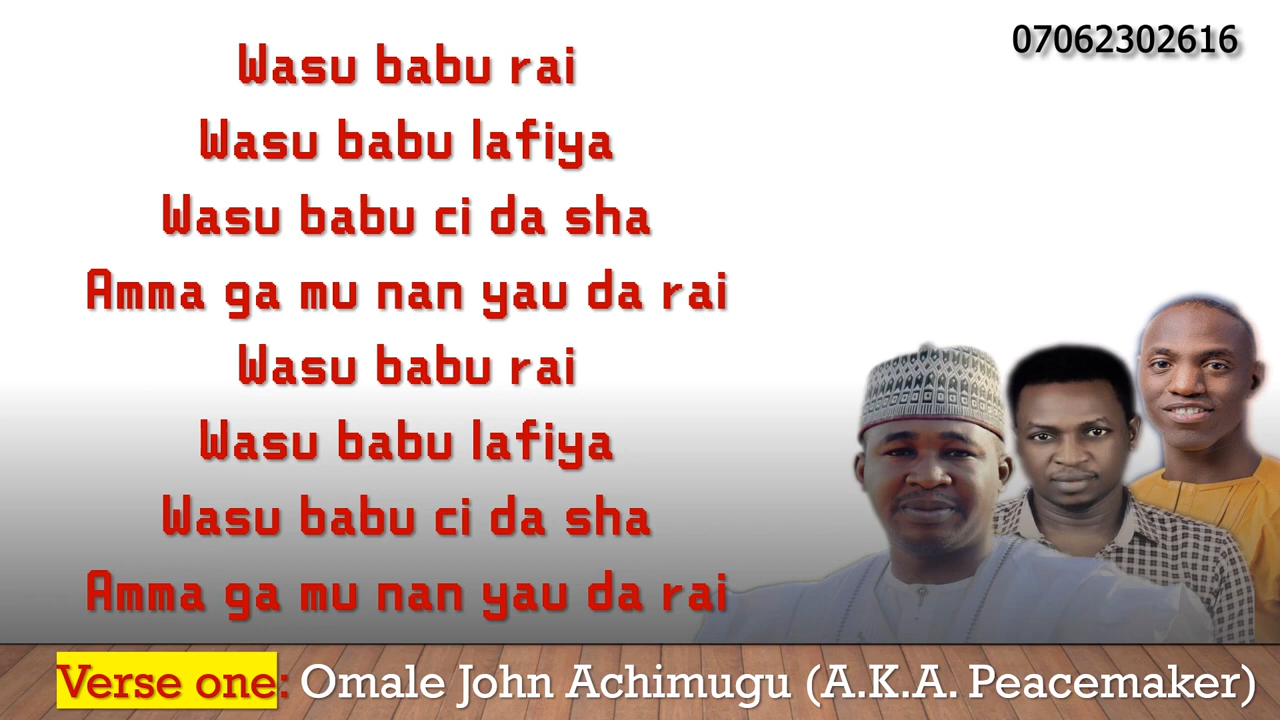 07062302616
Wasu babu rai
Wasu babu lafiya
Wasu babu ci da sha
Amma ga mu nan yau da rai
Wasu babu rai
Wasu babu lafiya
Wasu babu ci da sha
Amma ga mu nan yau da rai
Verse one: Omale John Achimugu (A.K.A. Peacemaker)